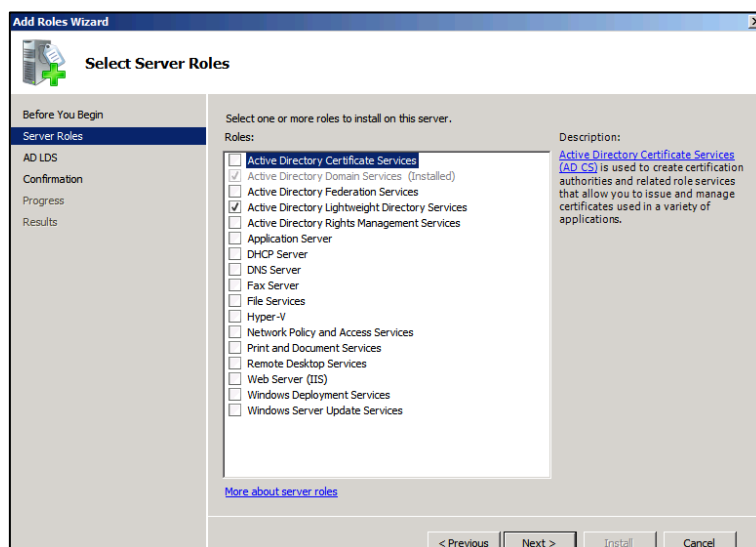 Add Roles Wizard
Select Server Roles
Before You Begin
Server Roles
AD LDS
Confirmation
Progress
Results
Select one or more roles to install on this server.
Roles:
Active Directory Certificate Services
Active Directory Domain Services (Installed)
Active Directory Federation Services
Active Directory Lightweight Directory Services
Active Directory Rights Management Services
Application Server
DHCP Server
DNS Server
Fax Server
File Services
Hyper-V
Network Policy and Access Services
Print and Document Services
Remote Desktop Services
Web Server (IIS)
Windows Deployment Services
Windows Server Update Services
More about server roles
Description:
Active Directory Certificate Services
(AD CS) is used to create certification
authorities and related role services
that allow you to issue and manage
certificates used in a variety of
applications.
< Previous
Next >
Install
Cancel